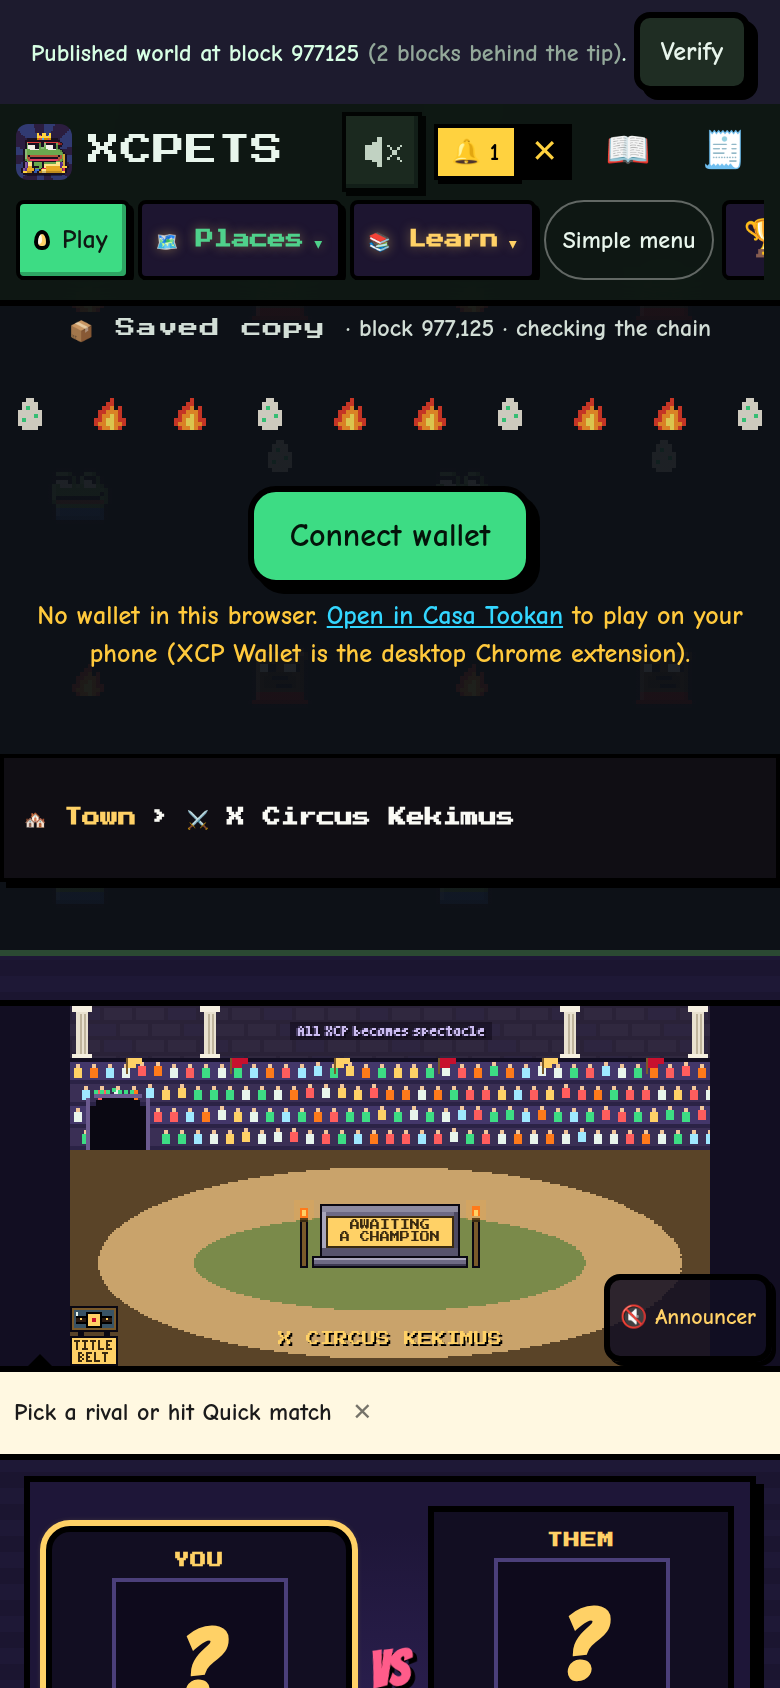 Published world at block 977125 (2 blocks behind the tip).
Verify
XCPETS
1
Play
Places
Learn
Simple menu
Saved copy · block 977,125 · checking the chain
Connect wallet
No wallet in this browser. Open in Casa Tookan to play on your
phone (XCP Wallet is the desktop Chrome extension).
Town › X Circus Kekimus
All XCP becomes spectacle
AWAITING
A CHAMPION
TITLE
BELT
X CIRCUS KEKIMUS
Announcer
Pick a rival or hit Quick match
YOU
?
VS
THEM
?